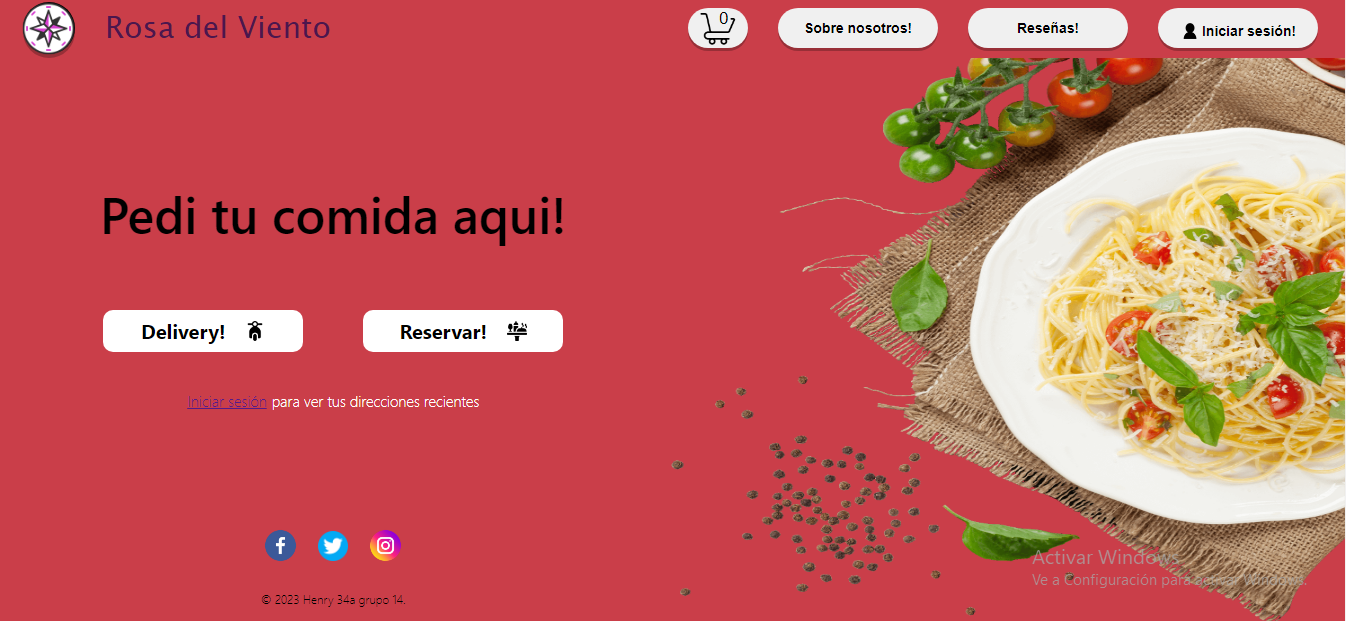 Rosa del Viento
0
Sobre nosotros!
Reseñas!
Iniciar sesión!
Pedi tu comida aqui!
Delivery!
Reservar!
Iniciar sesión para ver tus direcciones recientes
© 2023 Henry 34a grupo 14.
Activar Windows
Ve a Configuración para activar Windows.